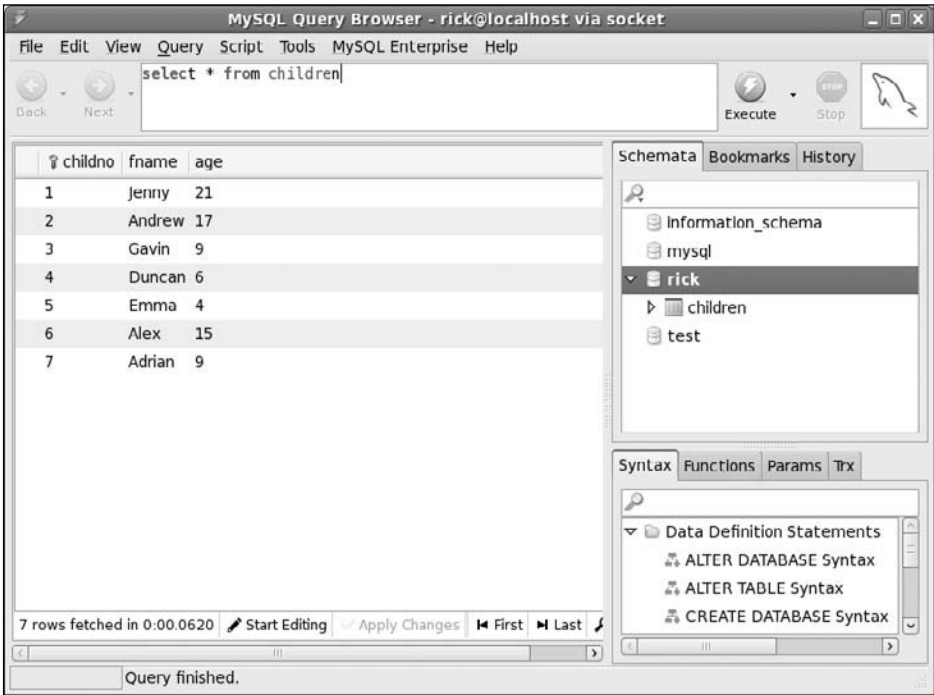 MySQL Query Browser - rick@localhost via socket
File Edit View Query Script Tools MySQL Enterprise Help
select * from children
Back Next Execute STOP Stop
childno fname age
1 Jenny 21
2 Andrew 17
3 Gavin 9
4 Duncan 6
5 Emma 4
6 Alex 15
7 Adrian 9
7 rows fetched in 0:00.0620 Start Editing Apply Changes First Last
Schemata Bookmarks History
information_schema
mysql
rick
children
test
Syntax Functions Params Trx
Data Definition Statements
ALTER DATABASE Syntax
ALTER TABLE Syntax
CREATE DATABASE Syntax
Query finished.